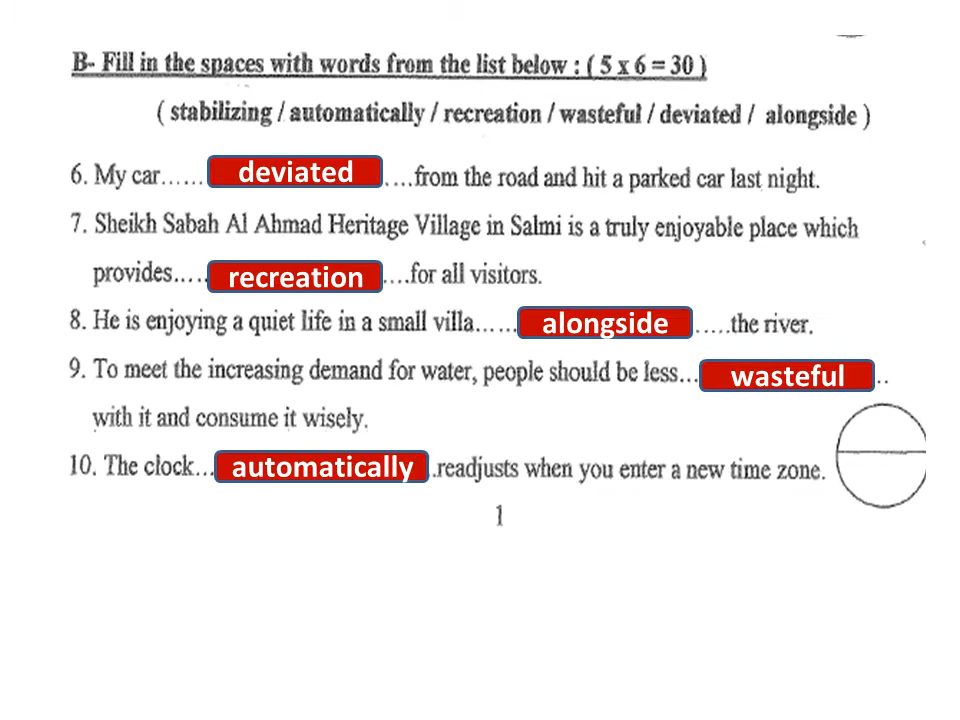 B- Fill in the spaces with words from the list below : ( 5 x 6 = 30 )
( stabilizing / automatically / recreation / wasteful / deviated / alongside )
6. My car...... deviated ....from the road and hit a parked car last night.
7. Sheikh Sabah Al Ahmad Heritage Village in Salmi is a truly enjoyable place which
provides..... recreation ....for all visitors.
8. He is enjoying a quiet life in a small villa...... alongside .....the river.
9. To meet the increasing demand for water, people should be less... wasteful ..
with it and consume it wisely.
10. The clock... automatically .readjusts when you enter a new time zone.
1